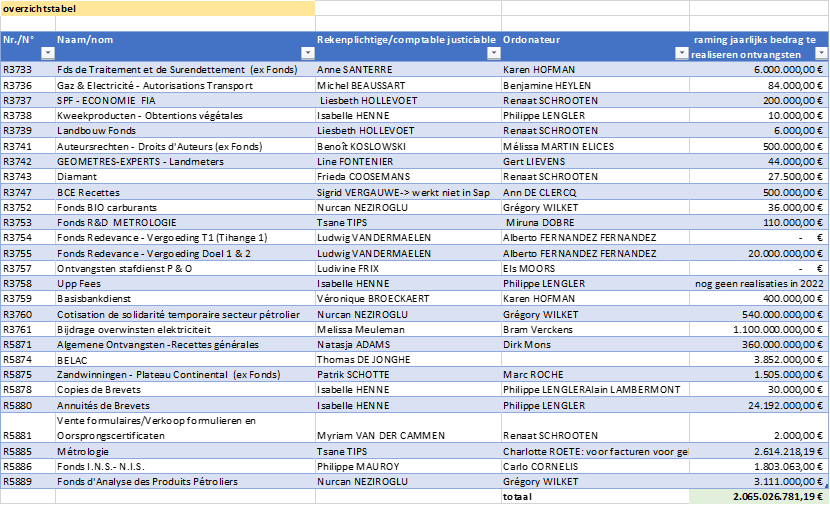 overzichtstabel
Nr./N° Naam/nom Rekenplichtige/comptable justiciable Ordonateur raming jaarlijks bedrag te realiseren ontvangsten
R3733 Fds de Traitement et de Surendettement (ex Fonds) Anne SANTERRE Karen HOFMAN 6.000.000,00 €
R3736 Gaz & Electricité - Autorisations Transport Michel BEAUSSART Benjamine HEYLEN 84.000,00 €
R3737 SPF - ECONOMIE FIA Liesbeth HOLLEVOET Renaat SCHROOTEN 200.000,00 €
R3738 Kweekproducten - Obtentions végétales Isabelle HENNE Philippe LENGLER 10.000,00 €
R3739 Landbouw Fonds Liesbeth HOLLEVOET Renaat SCHROOTEN 6.000,00 €
R3741 Auteursrechten - Droits d'Auteurs (ex Fonds) Benoît KOSLOWSKI Mélissa MARTIN ELICES 500.000,00 €
R3742 GEOMETRES-EXPERTS - Landmeters Line FONTENIER Gert LIEVENS 44.000,00 €
R3743 Diamant Frieda COOSEMANS Renaat SCHROOTEN 27.500,00 €
R3747 BCE Recettes Sigrid VERGAUWE-> werkt niet in Sap Ann DE CLERCQ 500.000,00 €
R3752 Fonds BIO carburants Nurcan NEZIROGLU Grégory WILKET 36.000,00 €
R3753 Fonds R&D METROLOGIE Tsane TIPS Miruna DOBRE 110.000,00 €
R3754 Fonds Redevance - Vergoeding T1 (Tihange 1) Ludwig VANDERMAELEN Alberto FERNANDEZ FERNANDEZ - €
R3755 Fonds Redevance - Vergoeding Doel 1 & 2 Ludwig VANDERMAELEN Alberto FERNANDEZ FERNANDEZ 20.000.000,00 €
R3757 Ontvangsten stafdienst P & O Ludivine FRIX Els MOORS - €
R3758 Upp Fees Isabelle HENNE Philippe LENGLER nog geen realisaties in 2022
R3759 Basisbankdienst Véronique BROECKAERT Karen HOFMAN 400.000,00 €
R3760 Cotisation de solidarité temporaire secteur pétrolier Nurcan NEZIROGLU Grégory WILKET 540.000.000,00 €
R3761 Bijdrage overwinsten elektriciteit Melissa Meuleman Bram Verckens 1.100.000.000,00 €
R5871 Algemene Ontvangsten -Recettes générales Natasja ADAMS Dirk Mons 360.000.000,00 €
R5874 BELAC Thomas DE JONGHE 3.852.000,00 €
R5875 Zandwinningen - Plateau Continental (ex Fonds) Patrik SCHOTTE Marc ROCHE 1.505.000,00 €
R5878 Copies de Brevets Isabelle HENNE Philippe LENGLERAlain LAMBERMONT 30.000,00 €
R5880 Annuités de Brevets Isabelle HENNE Philippe LENGLER 24.192.000,00 €
Vente formulaires/Verkoop formulieren en
R5881 Oorsprongscertificaten Myriam VAN DER CAMMEN Renaat SCHROOTEN 2.000,00 €
R5885 Métrologie Tsane TIPS Charlotte ROETE: voor facturen voor gel 2.614.218,19 €
R5886 Fonds I.N.S.- N.I.S. Philippe MAUROY Carlo CORNELIS 1.803.063,00 €
R5889 Fonds d'Analyse des Produits Pétroliers Nurcan NEZIROGLU Grégory WILKET 3.111.000,00 €
totaal 2.065.026.781,19 €